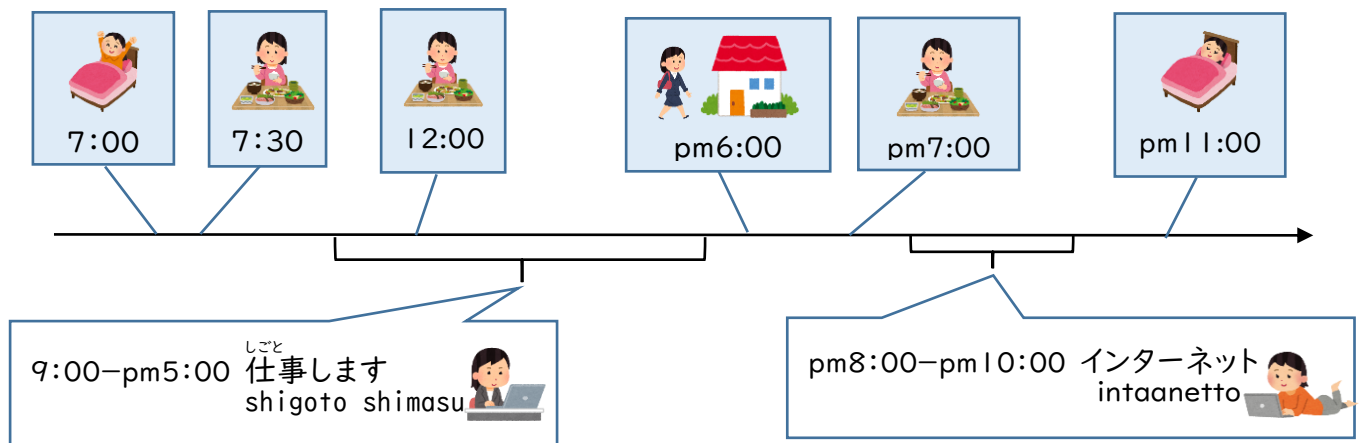 7:00
7:30
12:00
pm6:00
pm7:00
pm11:00
しごと
9:00-pm5:00 仕事します
shigoto shimasu
pm8:00-pm10:00 インターネット
intaanetto